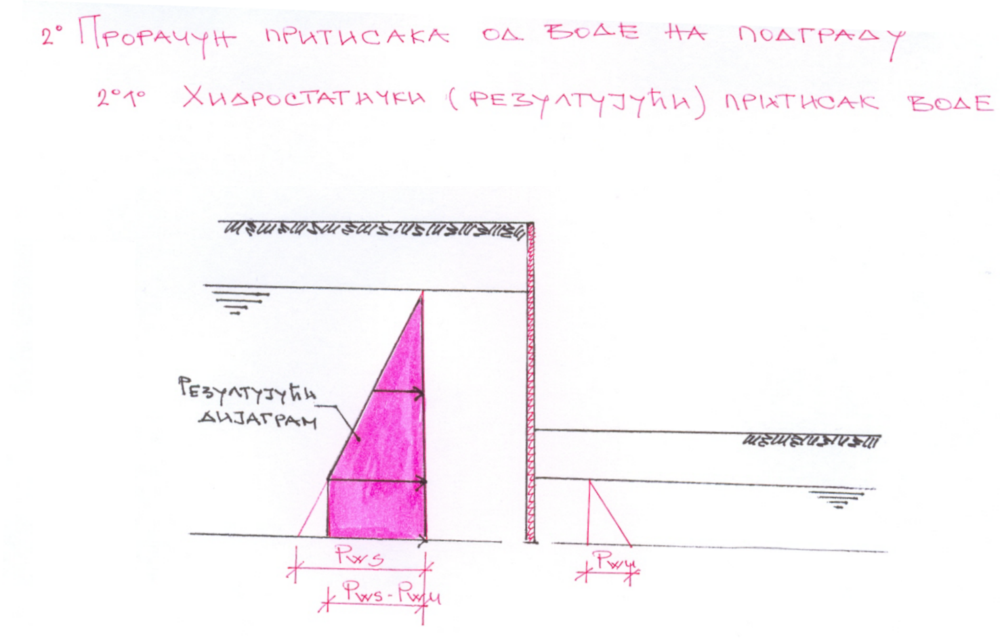 2° Прорачун притисака од воде на подграду
2°1° Хидростатички (резултујући) притисак воде
Резултујући
дијаграм
Pws
Pwu
Pws-Pwu